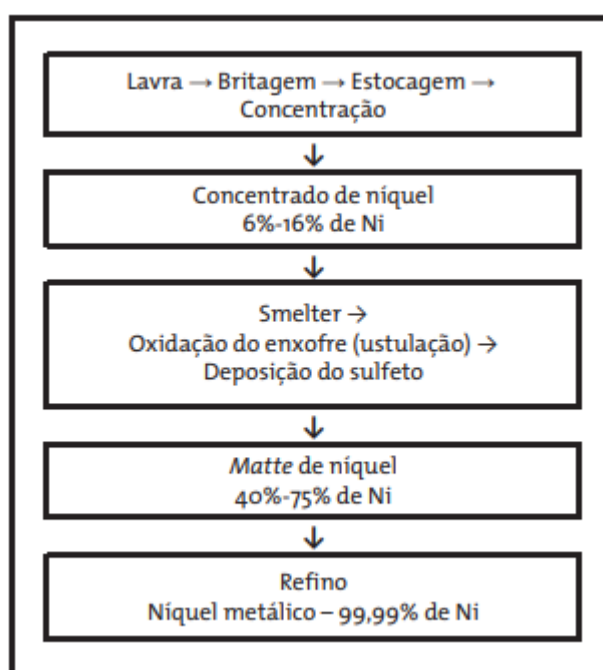 Lavra → Britagem → Estocagem →
Concentração
↓
Concentrado de níquel
6%-16% de Ni
↓
Smelter →
Oxidação do enxofre (ustulação) →
Deposição do sulfeto
↓
Matte de níquel
40%-75% de Ni
↓
Refino
Níquel metálico – 99,99% de Ni